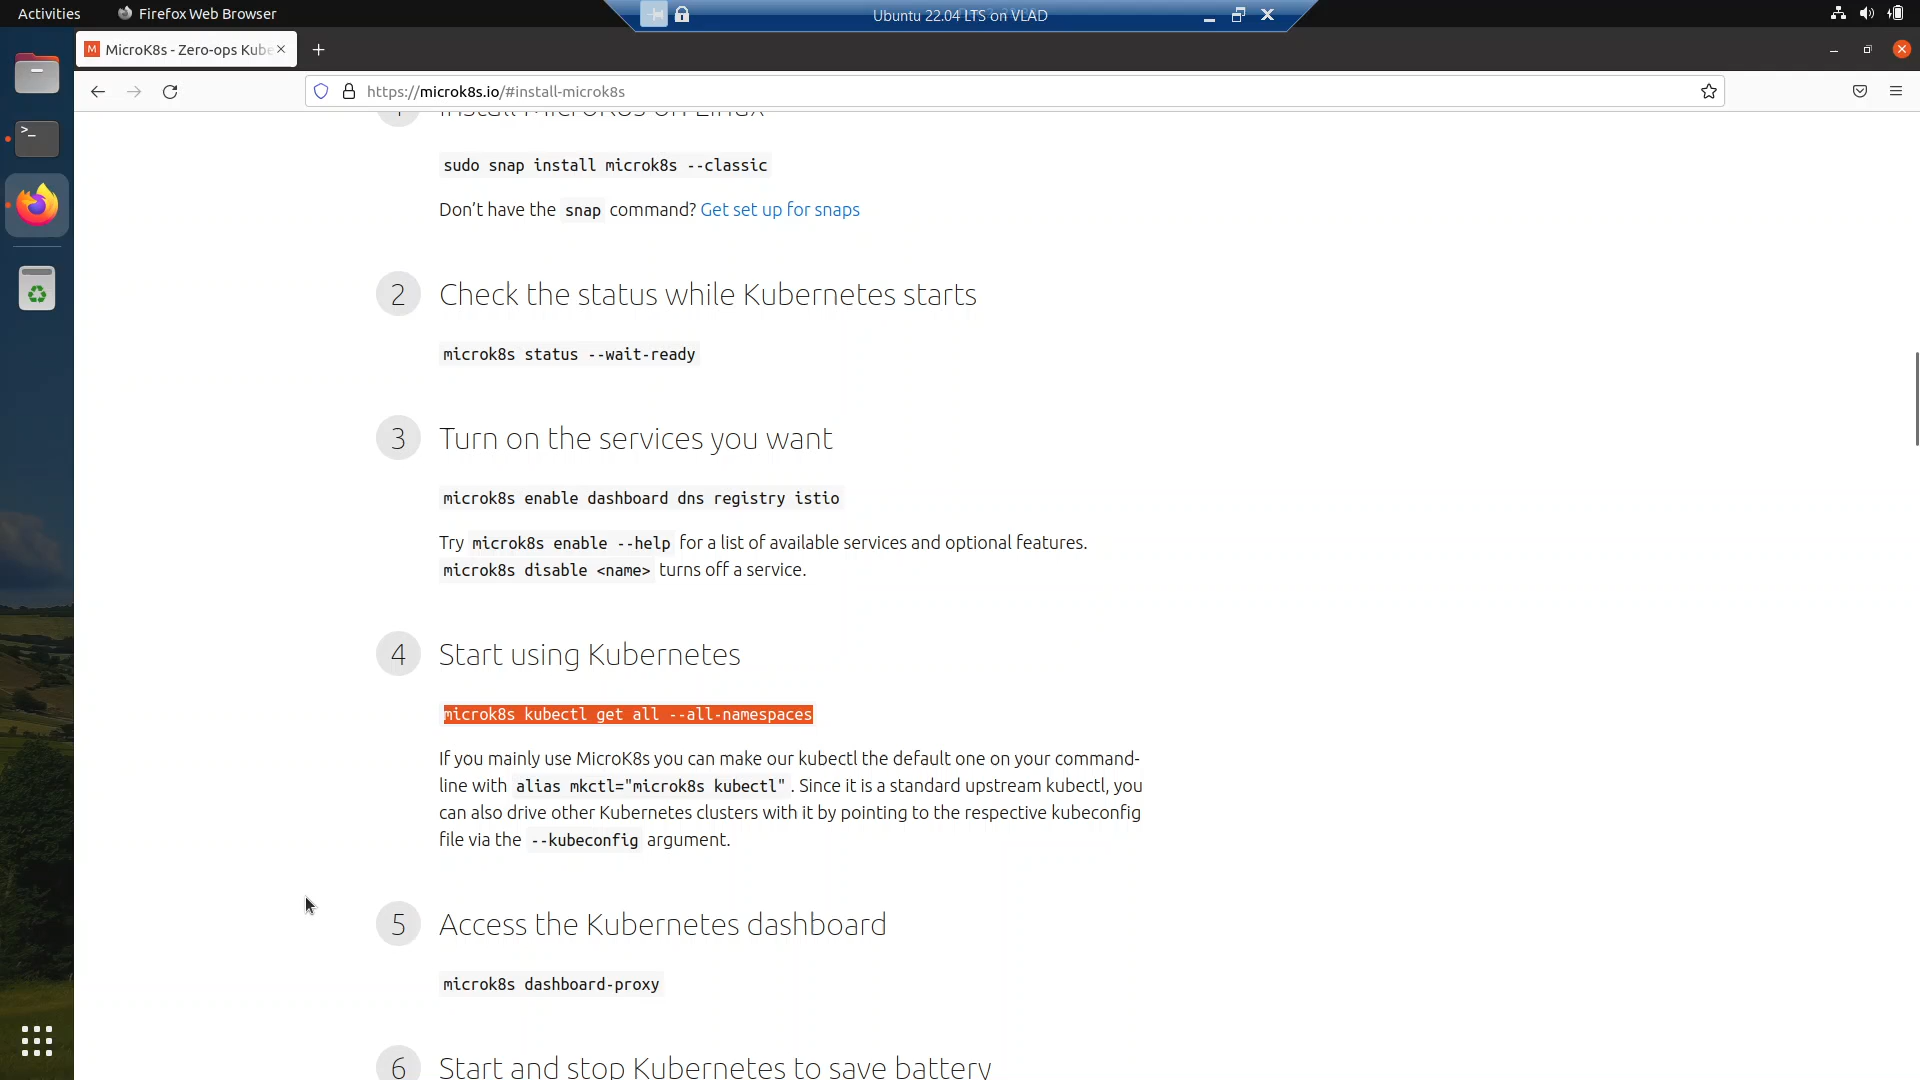 Activities
Firefox Web Browser
Ubuntu 22.04 LTS on VLAD
M
MicroK8s - Zero-ops Kube
https://microk8s.io/#install-microk8s
Install MicroK8s on Linux
sudo snap install microk8s --classic
Don’t have the snap command? Get set up for snaps
2 Check the status while Kubernetes starts
microk8s status --wait-ready
3 Turn on the services you want
microk8s enable dashboard dns registry istio
Try microk8s enable --help for a list of available services and optional features.
microk8s disable <name> turns off a service.
4 Start using Kubernetes
microk8s kubectl get all --all-namespaces
If you mainly use MicroK8s you can make our kubectl the default one on your command-
line with alias mkctl="microk8s kubectl" . Since it is a standard upstream kubectl, you
can also drive other Kubernetes clusters with it by pointing to the respective kubeconfig
file via the --kubeconfig argument.
5 Access the Kubernetes dashboard
microk8s dashboard-proxy
6 Start and stop Kubernetes to save battery